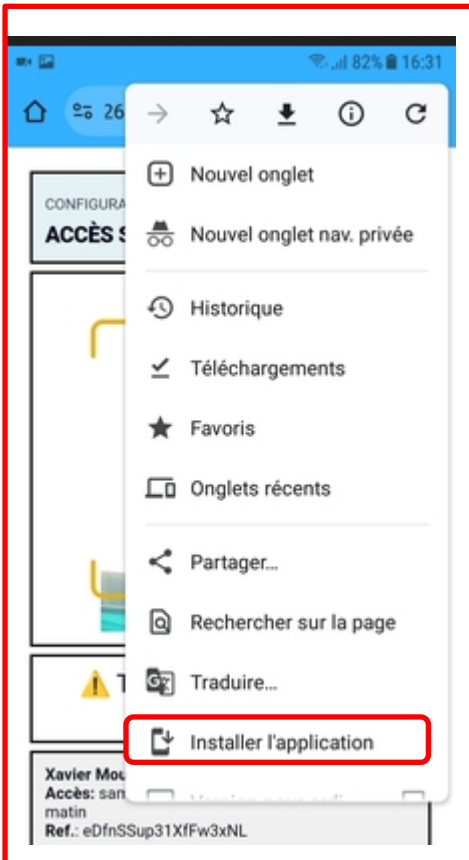 82% 16:31
26
Nouvel onglet
Nouvel onglet nav. privée
Historique
Téléchargements
Favoris
Onglets récents
Partager...
Rechercher sur la page
Traduire...
Installer l'application
CONFIGURA
ACCÈS S
T
Xavier Mou
Accès: sam
matin
Ref.: eDfnSSup31XfFw3xNL